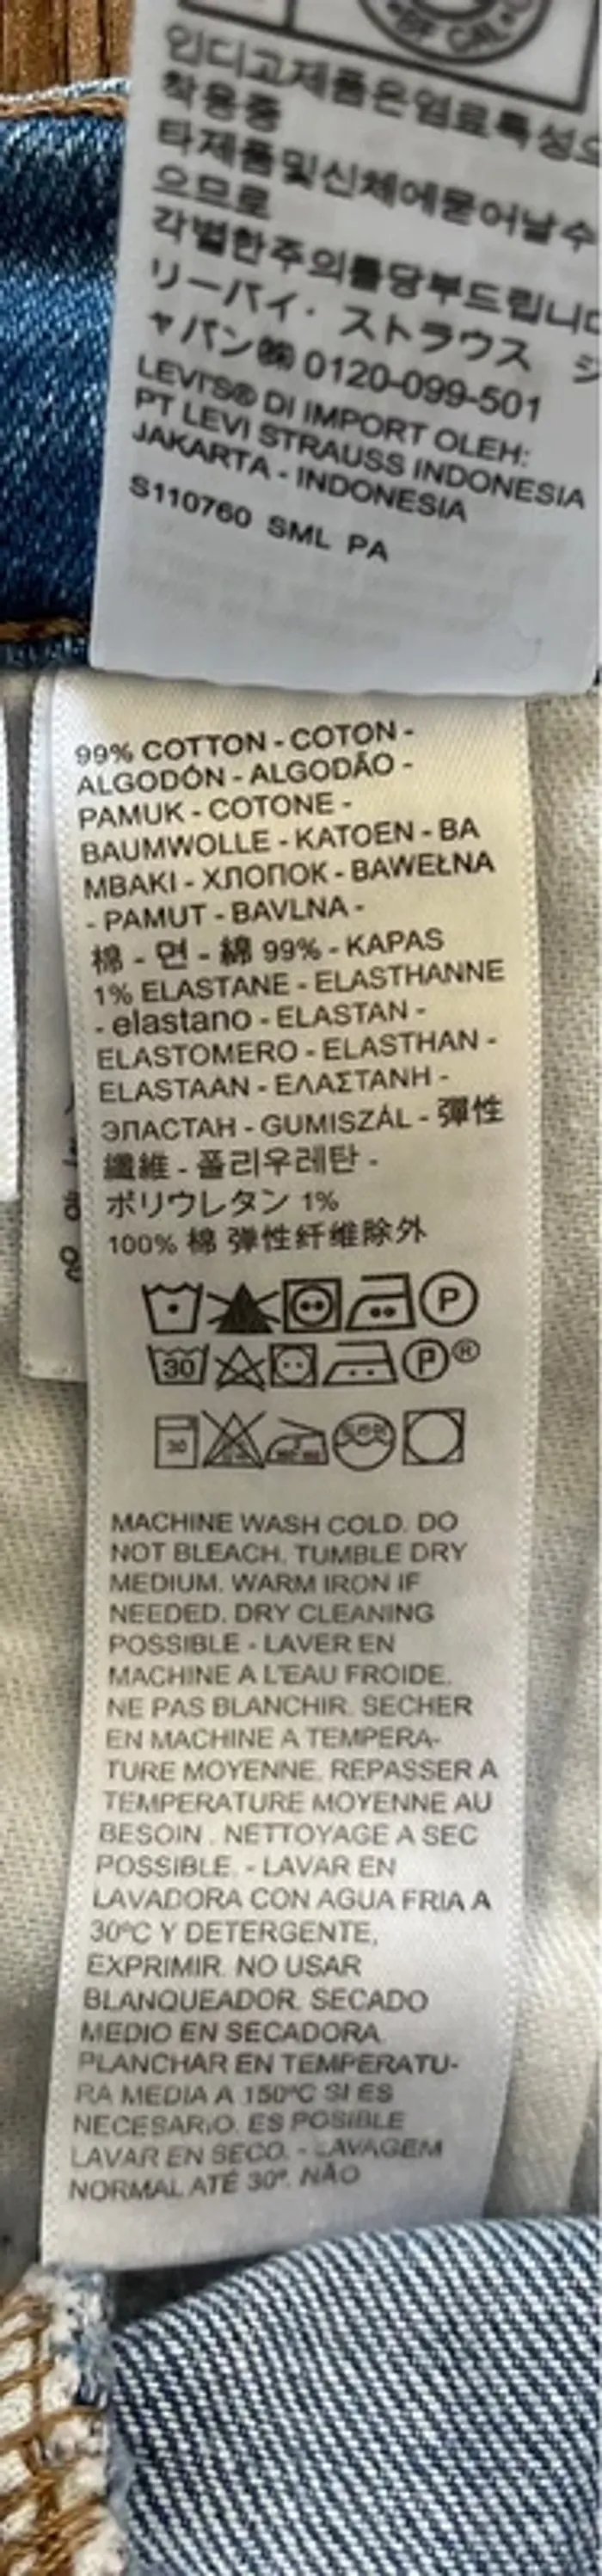 OF CAL
인디고제품은염료특성으
착용중
타제품및신체에묻어날수
으므로
각별한주의를당부드립니다
リーバイ・ストラウス ジ
ャパン㈱ 0120-099-501
LEVI'S® DI IMPORT OLEH:
PT LEVI STRAUSS INDONESIA
JAKARTA - INDONESIA
S110760 SML PA
99% COTTON - COTON -
ALGODÓN - ALGODÃO -
PAMUK - COTONE -
BAUMWOLLE - KATOEN - BA
MBAKI - ХЛОПОК - BAWEŁNA
- PAMUT - BAVLNA -
棉 - 면 - 綿 99% - KAPAS
1% ELASTANE - ELASTHANNE
- elastano - ELASTAN -
ELASTOMERO - ELASTHAN -
ELASTAAN - ΕΛΑΣΤΑΝΗ -
ЭПАСТАН - GUMISZÁL - 彈性
纖維 - 폴리우레탄 -
ポリウレタン 1%
100% 棉 弹性纤维除外
P
30 P®
30
MACHINE WASH COLD. DO
NOT BLEACH. TUMBLE DRY
MEDIUM. WARM IRON IF
NEEDED. DRY CLEANING
POSSIBLE - LAVER EN
MACHINE A L'EAU FROIDE.
NE PAS BLANCHIR. SECHER
EN MACHINE A TEMPERA-
TURE MOYENNE. REPASSER A
TEMPERATURE MOYENNE AU
BESOIN . NETTOYAGE A SEC
POSSIBLE. - LAVAR EN
LAVADORA CON AGUA FRIA A
30ºC Y DETERGENTE,
EXPRIMIR. NO USAR
BLANQUEADOR. SECADO
MEDIO EN SECADORA.
PLANCHAR EN TEMPERATU-
RA MEDIA A 150ºC SI ES
NECESARIO. ES POSIBLE
LAVAR EN SECO. - LAVAGEM
NORMAL ATÉ 30º. NÃO